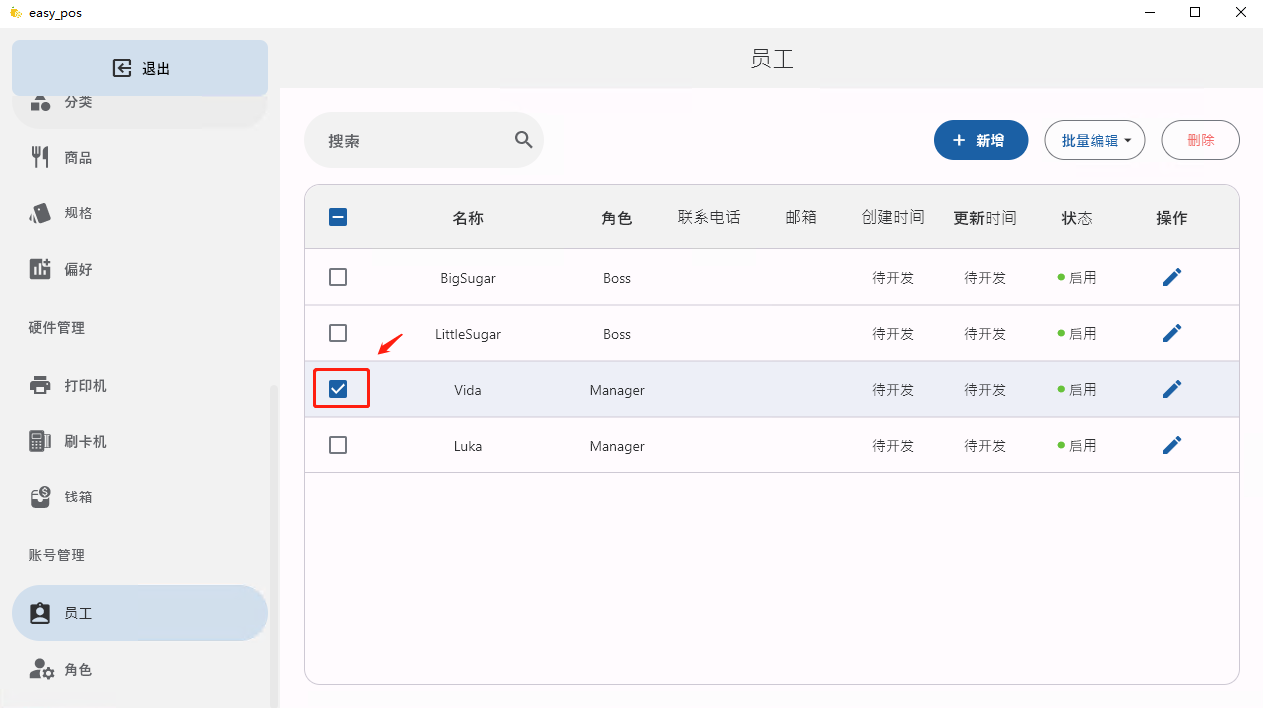 easy_pos
退出
分类
商品
规格
偏好
硬件管理
打印机
刷卡机
钱箱
账号管理
员工
角色
员工
搜索
+ 新增 批量编辑 删除
名称 角色 联系电话 邮箱 创建时间 更新时间 状态 操作
BigSugar Boss 待开发 待开发 启用
LittleSugar Boss 待开发 待开发 启用
Vida Manager 待开发 待开发 启用
Luka Manager 待开发 待开发 启用